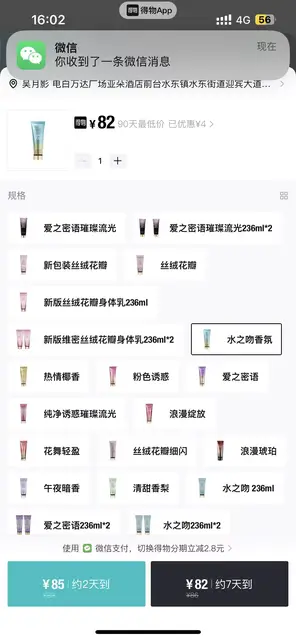 16:02
得物App
4G 56
微信
现在
你收到了一条微信消息
吴月影 电白万达广场亚朵酒店前台水东镇水东街道迎宾大道...
得物 ¥82 90天最低价 已优惠¥4
1
规格
爱之密语璀璨流光
爱之密语璀璨流光236ml*2
新包装丝绒花瓣
丝绒花瓣
新版丝绒花瓣身体乳236ml
新版维密丝绒花瓣身体乳236ml*2
水之吻香氛
热情椰香
粉色诱惑
爱之密语
纯净诱惑璀璨流光
浪漫绽放
花舞轻盈
丝绒花瓣细闪
浪漫琥珀
午夜暗香
清甜香梨
水之吻 236ml
爱之密语236ml*2
水之吻236ml*2
使用 微信支付，切换得物分期立减2.8元
¥85 约2天到
¥82 约7天到
¥86